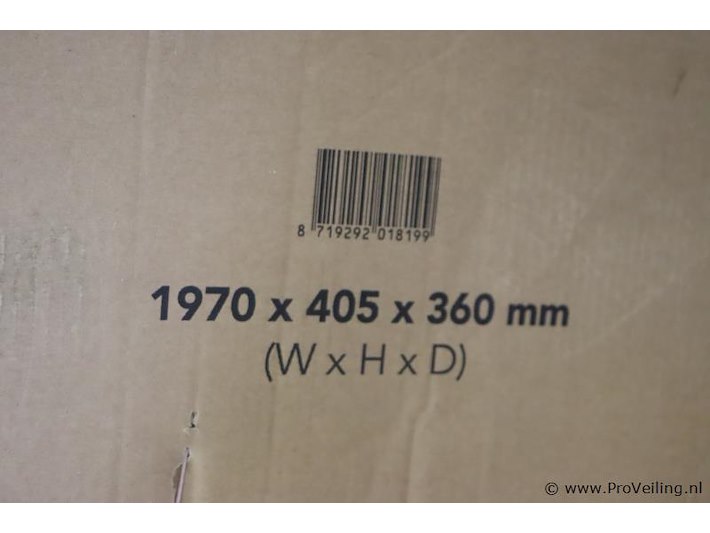 8 719292 018199
1970 x 405 x 360 mm
(W x H x D)
© www.ProVeiling.nl